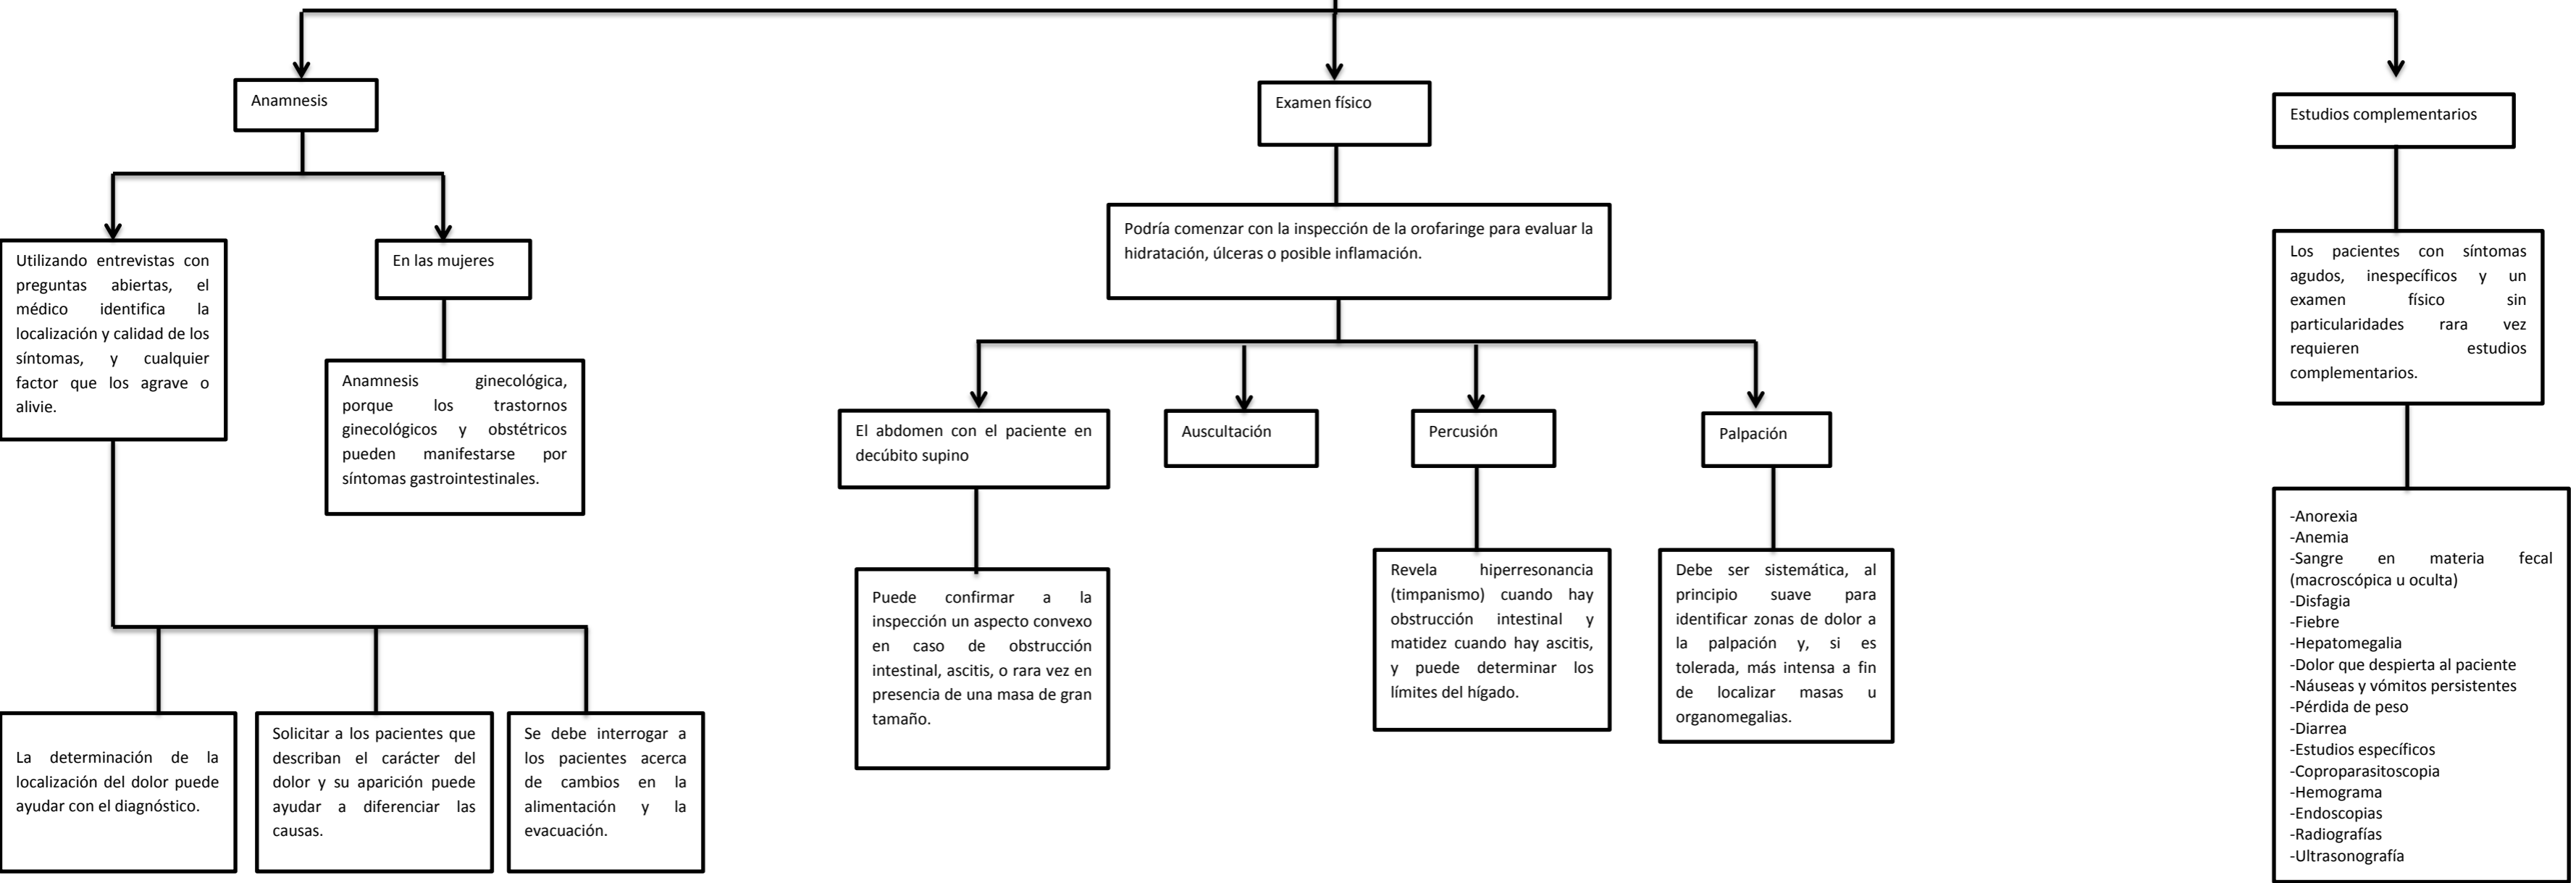 Anamnesis
Examen físico
Estudios complementarios
Utilizando entrevistas con
preguntas abiertas, el
médico identifica la
localización y calidad de los
síntomas, y cualquier
factor que los agrave o
alivie.
En las mujeres
Anamnesis ginecológica,
porque los trastornos
ginecológicos y obstétricos
pueden manifestarse por
síntomas gastrointestinales.
La determinación de la
localización del dolor puede
ayudar con el diagnóstico.
Solicitar a los pacientes que
describan el carácter del
dolor y su aparición puede
ayudar a diferenciar las
causas.
Se debe interrogar a
los pacientes acerca
de cambios en la
alimentación y la
evacuación.
Podría comenzar con la inspección de la orofaringe para evaluar la
hidratación, úlceras o posible inflamación.
El abdomen con el paciente en
decúbito supino
Puede confirmar a la
inspección un aspecto convexo
en caso de obstrucción
intestinal, ascitis, o rara vez en
presencia de una masa de gran
tamaño.
Auscultación
Percusión
Revela hiperresonancia
(timpanismo) cuando hay
obstrucción intestinal y
matidez cuando hay ascitis,
y puede determinar los
límites del hígado.
Palpación
Debe ser sistemática, al
principio suave para
identificar zonas de dolor a
la palpación y, si es
tolerada, más intensa a fin
de localizar masas u
organomegalias.
Los pacientes con síntomas
agudos, inespecíficos y un
examen físico sin
particularidades rara vez
requieren estudios
complementarios.
-Anorexia
-Anemia
-Sangre en materia fecal
(macroscópica u oculta)
-Disfagia
-Fiebre
-Hepatomegalia
-Dolor que despierta al paciente
-Náuseas y vómitos persistentes
-Pérdida de peso
-Diarrea
-Estudios específicos
-Coproparasitoscopia
-Hemograma
-Endoscopias
-Radiografías
-Ultrasonografía